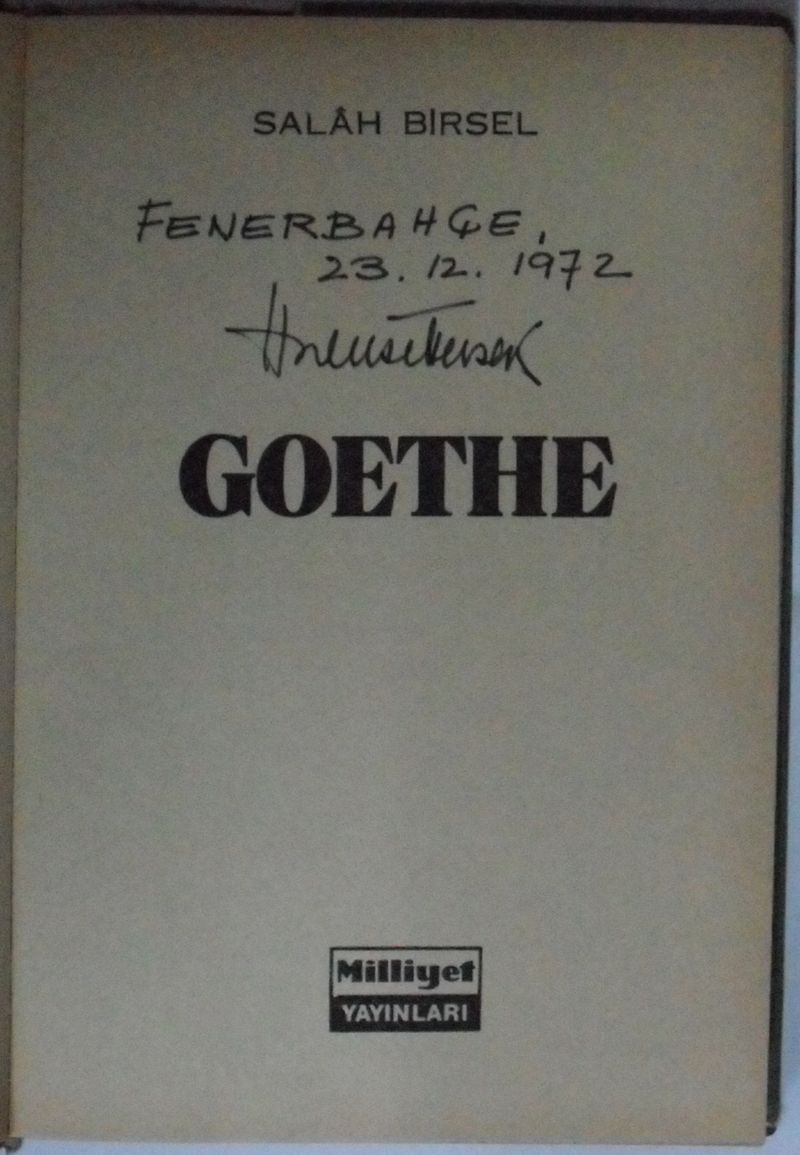 SALÂH BİRSEL
FENERBAHÇE,
23. 12. 1972
GOETHE
Milliyet
YAYINLARI